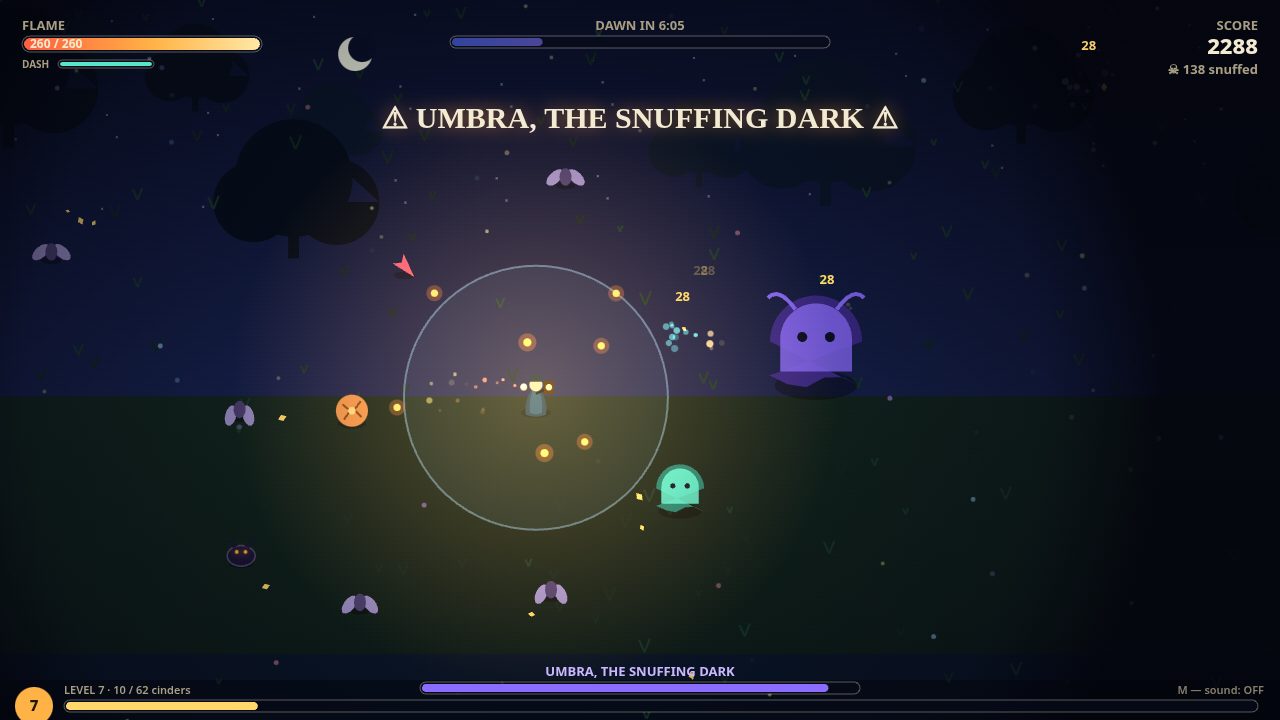 FLAME
260 / 260
DASH
DAWN IN 6:05
SCORE
2288
☠ 138 snuffed
28
⚠ UMBRA, THE SNUFFING DARK ⚠
28
28
28
UMBRA, THE SNUFFING DARK
7
LEVEL 7 · 10 / 62 cinders
M — sound: OFF